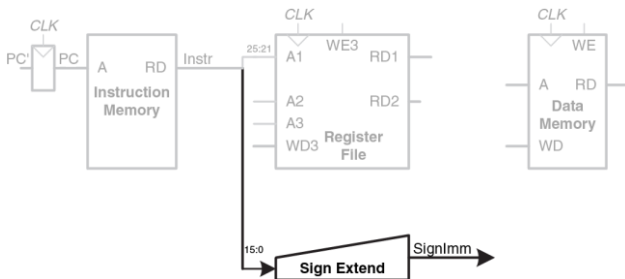 CLK
CLK
CLK
PC'
PC
A
RD
Instr
Instruction
Memory
25:21
A1
WE3
RD1
A2
RD2
A3
WD3
Register
File
WE
A
RD
Data
Memory
WD
15:0
Sign Extend
SignImm